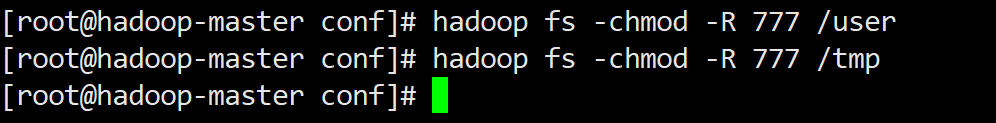 [root@hadoop-master conf]# hadoop fs -chmod -R 777 /user
[root@hadoop-master conf]# hadoop fs -chmod -R 777 /tmp
[root@hadoop-master conf]#